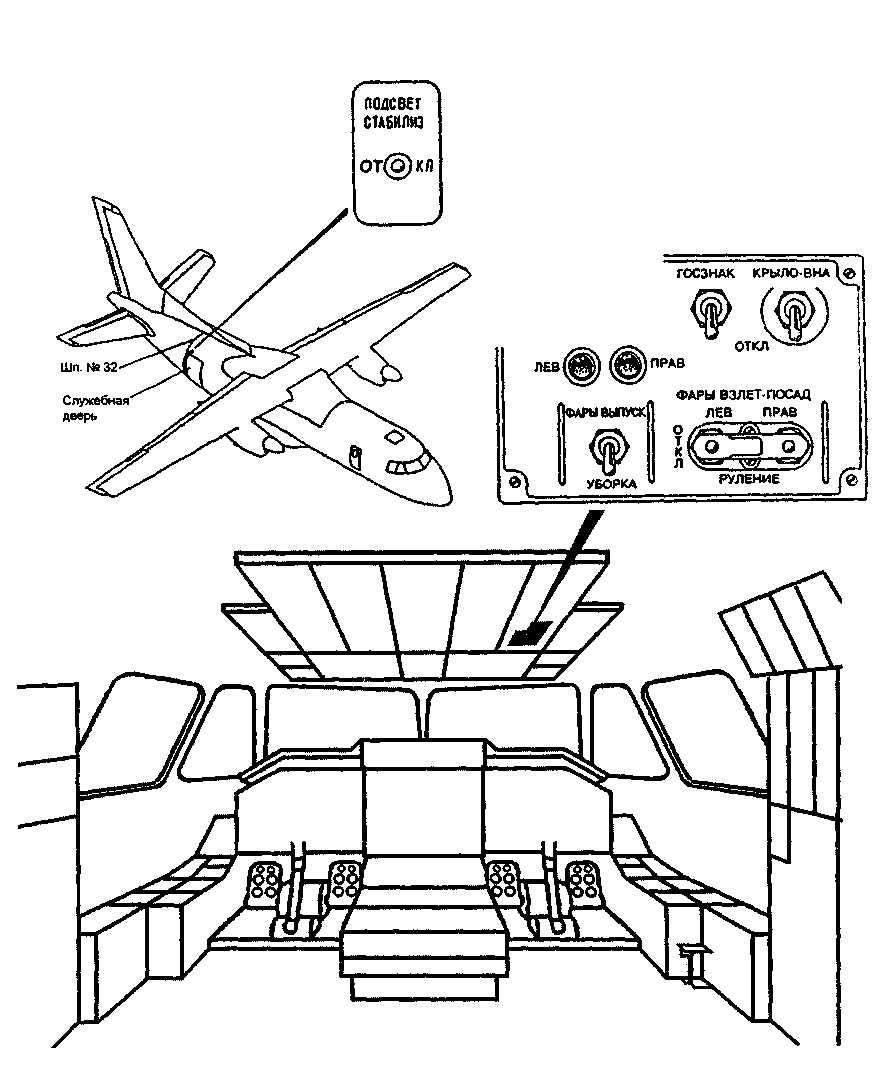 ПОДСВЕТ
СТАБИЛИЗ
ОТ КЛ
Шп. № 32
Служебная
дверь
ГОСЗНАК КРЫЛО-ВНА
ОТКЛ
ЛЕВ ПРАВ
ФАРЫ ВЗЛЕТ-ПОСАД
ЛЕВ ПРАВ
ФАРЫ ВЫПУСК
ОТКЛ
УБОРКА
РУЛЕНИЕ